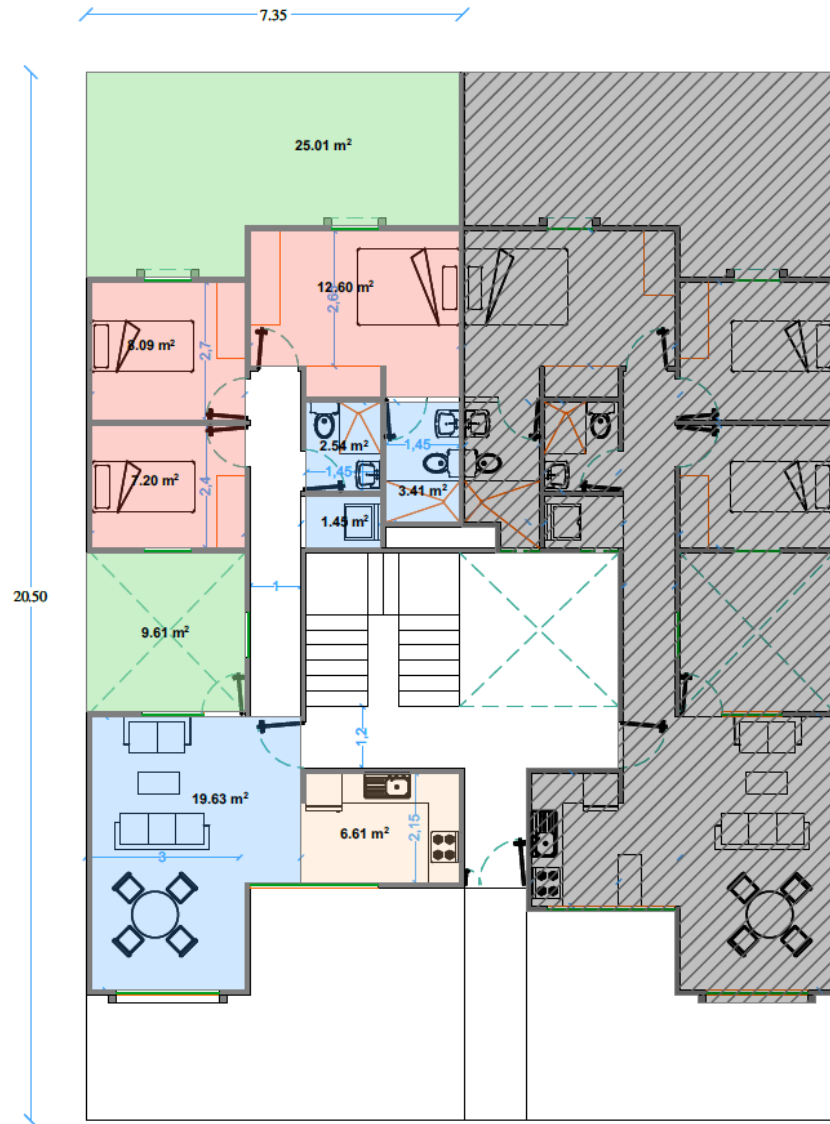 7.35
25.01 m²
12.60 m²
2,6
8.09 m²
2,7
2.54 m²
1,45
1,45
7.20 m²
2,4
3.41 m²
1.45 m²
1
20.50
9.61 m²
1,2
19.63 m²
6.61 m²
2,15
3